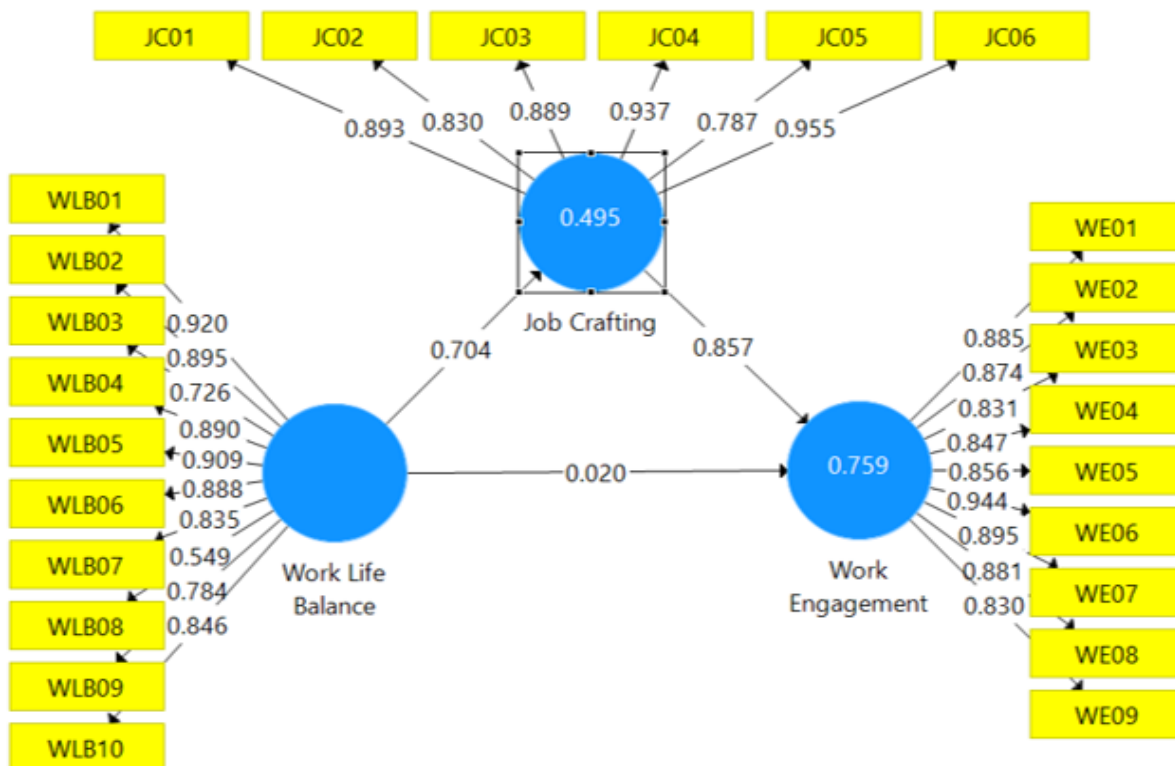 JC01 JC02 JC03 JC04 JC05 JC06
0.893 0.830 0.889 0.937 0.787 0.955
0.495
Job Crafting
WLB01
WLB02
WLB03
WLB04
WLB05
WLB06
WLB07
WLB08
WLB09
WLB10
0.920
0.895
0.726
0.890
0.909
0.888
0.835
0.549
0.784
0.846
Work Life
Balance
0.704
0.857
0.020
0.759
Work
Engagement
0.885
0.874
0.831
0.847
0.856
0.944
0.895
0.881
0.830
WE01
WE02
WE03
WE04
WE05
WE06
WE07
WE08
WE09